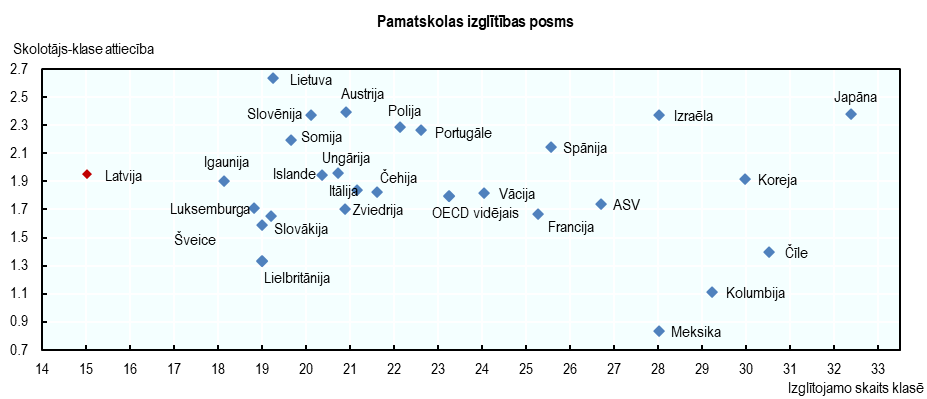 Pamatskolas izglītības posms
Skolotājs-klase attiecība
2.7
2.5
2.3
2.1
1.9
1.7
1.5
1.3
1.1
0.9
0.7
Lietuva
Austrija
Japāna
Slovēnija
Polija
Izraēla
Portugāle
Somija
Spānija
Ungārija
Igaunija
Latvija
Islande
Čehija
Koreja
Itālija
Vācija
Luksemburga
Zviedrija
OECD vidējais
ASV
Slovākija
Francija
Šveice
Čīle
Lielbritānija
Kolumbija
Meksika
14 15 16 17 18 19 20 21 22 23 24 25 26 27 28 29 30 31 32 33
Izglītojamo skaits klasē